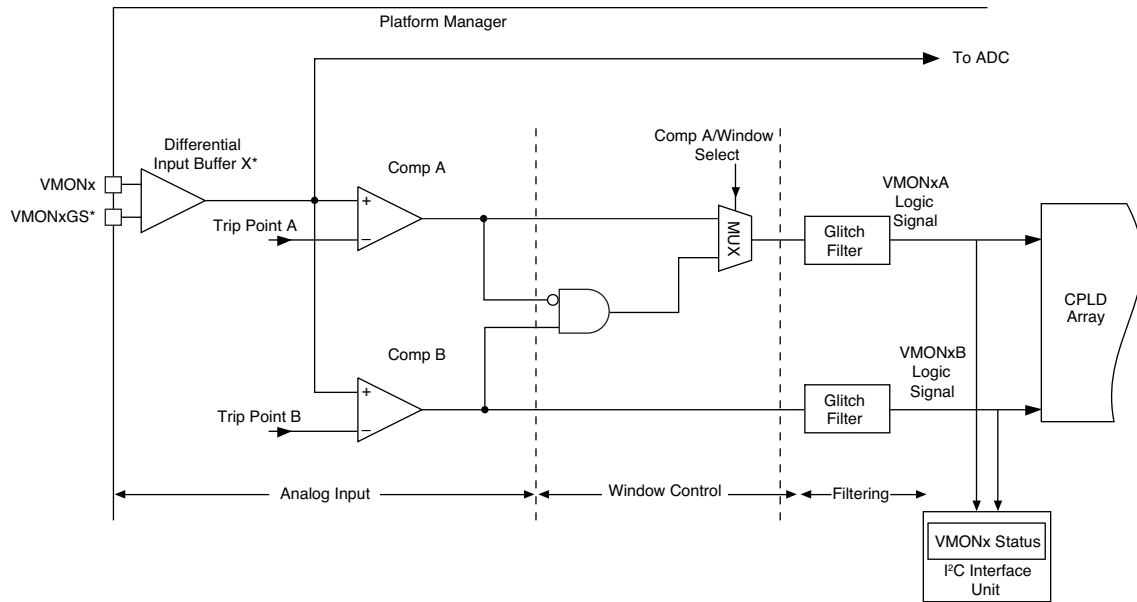 Platform Manager
To ADC
Differential
Input Buffer X*
Comp A/Window
Select
Comp A
VMONx
VMONxGS*
Trip Point A
+
–
MUX
VMONxA
Logic
Signal
Glitch
Filter
CPLD
Array
Comp B
VMONxB
Logic
Signal
Trip Point B
+
–
Glitch
Filter
Analog Input
Window Control
Filtering
VMONx Status
I²C Interface
Unit